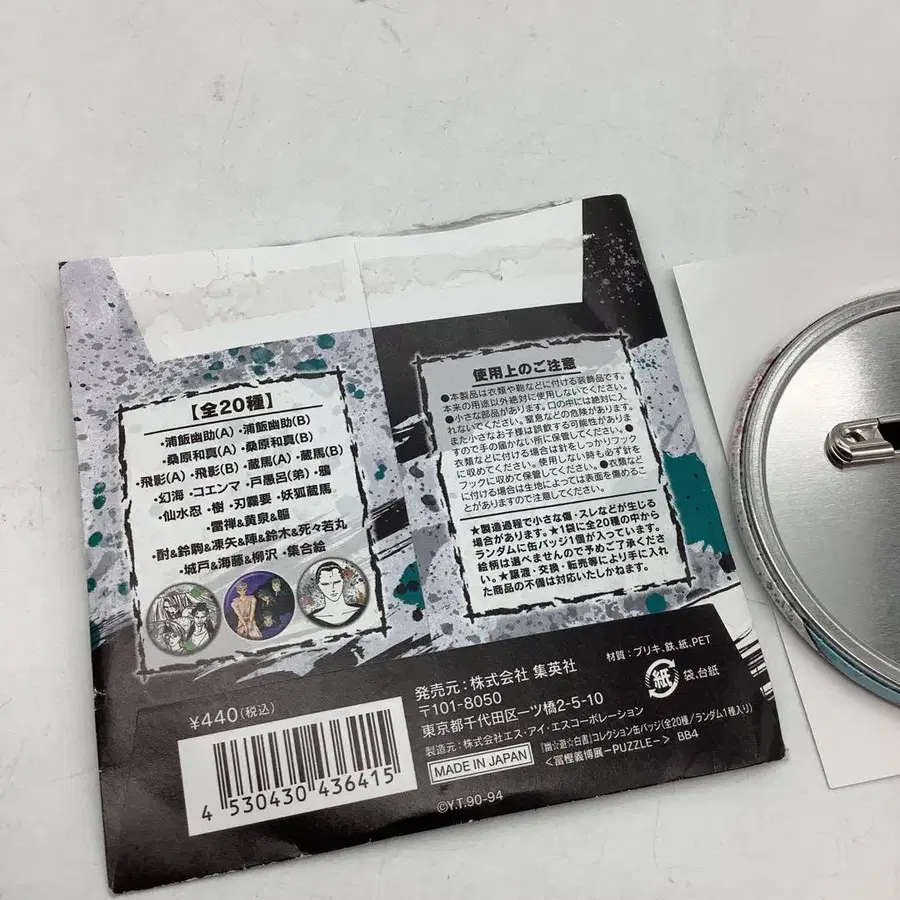 【全20種】
・浦飯幽助(A) ・浦飯幽助(B)
・桑原和真(A) ・桑原和真(B)
・飛影(A) ・飛影(B) ・蔵馬(A) ・蔵馬(B)
・幻海 ・コエンマ ・戸愚呂(弟) ・鴉
・仙水忍 ・樹 ・刃霧要 ・妖狐蔵馬
・雷禅&黄泉&軀
・酎&鈴駒&凍矢&陣&鈴木&死々若丸
・城戸&海藤&柳沢 ・集合絵
使用上のご注意
●本製品は衣類や鞄などに付ける装飾品です。
本来の用途以外絶対に使用しないでください。
●小さな部品があります。口の中には絶対に入
れないでください。窒息などの危険があります。
また小さなお子様は誤飲する可能性がありま
すので手の届かない所に保管してください。●
衣類などに付ける場合は針をしっかりフック
に収めてください。使用しない時も必ず針を
フックに収めて保管してください。●衣類など
に付ける場合は生地によっては表面を傷めるこ
とがありますので注意してください。
★製造過程で小さな傷・スレなどが生じる
場合があります。★1袋に全20種の中から
ランダムに缶バッジ1個が入っています。
絵柄は選べませんので予めご了承くださ
い。★譲渡・交換・転売等により手に入れ
た商品の不備は対応いたしかねます。
¥440(税込)
4 530430 436415
発売元:株式会社 集英社
〒101-8050
東京都千代田区一ツ橋2-5-10
製造元:株式会社エス・アイ・エスコーポレーション
MADE IN JAPAN
材質:ブリキ、鉄、紙、PET
紙
袋、台紙
『幽☆遊☆白書』コレクション缶バッジ(全20種/ランダム1種入り)
<冨樫義博展-PUZZLE-> BB4
©Y.T.90-94